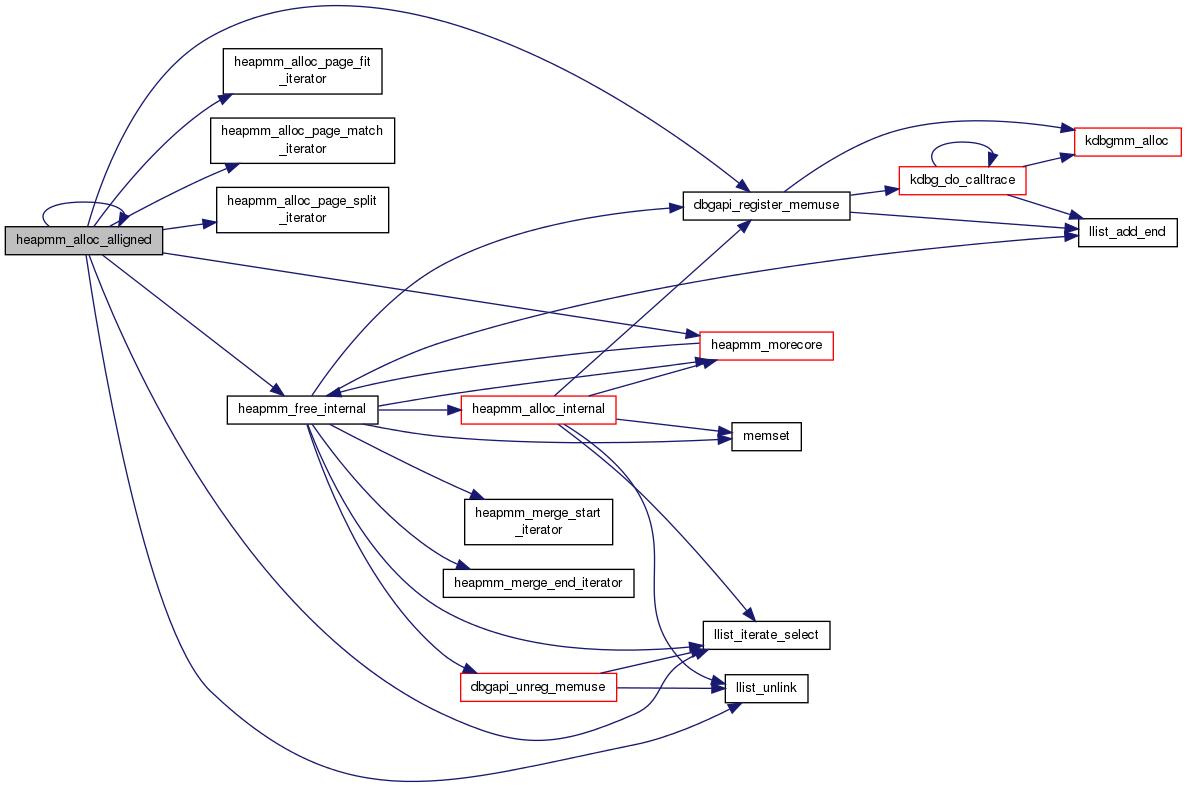 heapmm_alloc_page_fit
_iterator
heapmm_alloc_page_match
_iterator
heapmm_alloc_page_split
_iterator
heapmm_alloc_alligned
dbgapi_register_memuse
kdbgmm_alloc
kdbg_do_calltrace
llist_add_end
heapmm_morecore
heapmm_free_internal
heapmm_alloc_internal
memset
heapmm_merge_start
_iterator
heapmm_merge_end_iterator
llist_iterate_select
dbgapi_unreg_memuse
llist_unlink